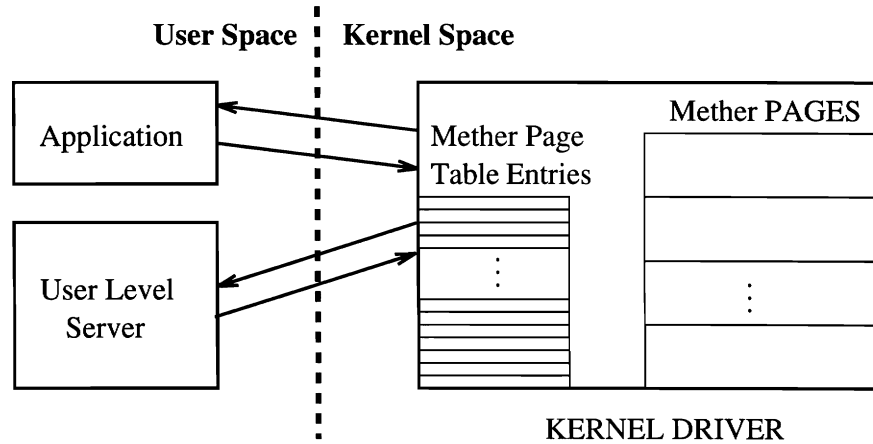 User Space
Kernel Space
Application
User Level
Server
Mether Page
Table Entries
Mether PAGES
KERNEL DRIVER